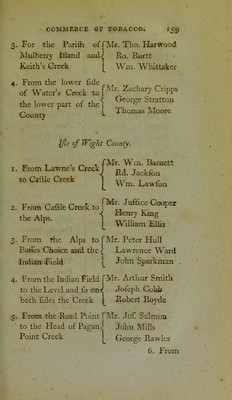 COMMERCE OF TOBACCO. 159
3. For the Parish of Mr. Tho. Harwood
Mulberry Island and Ro. Burtt
Keith's Creek Wm. Whittaker
4. From the lower side
of Water's Creek to Mr. Zachary Cripps
the lower part of the George Stratton
County Thomas Moore
Isle of Wight County.
1. From Lawne's Creek Mr. Wm. Barnett
to Castle Creek Rd. Jackson
Wm. Lawson
2. From Castle Creek to Mr. Justice Cooper
the Alps. Henry King
William Ellis
3. From the Alps to Mr. Peter Hull
Basses Choice and the Lawrence Ward
Indian Field John Sparkman
4. From the Indian Field Mr. Arthur Smith
to the Level and so on Joseph Cobb
both sides the Creek Robert Boyde
5. From the Road Point Mr. Jos. Salmon
to the Head of Pagan John Mills
Point Creek George Rawles
6. From